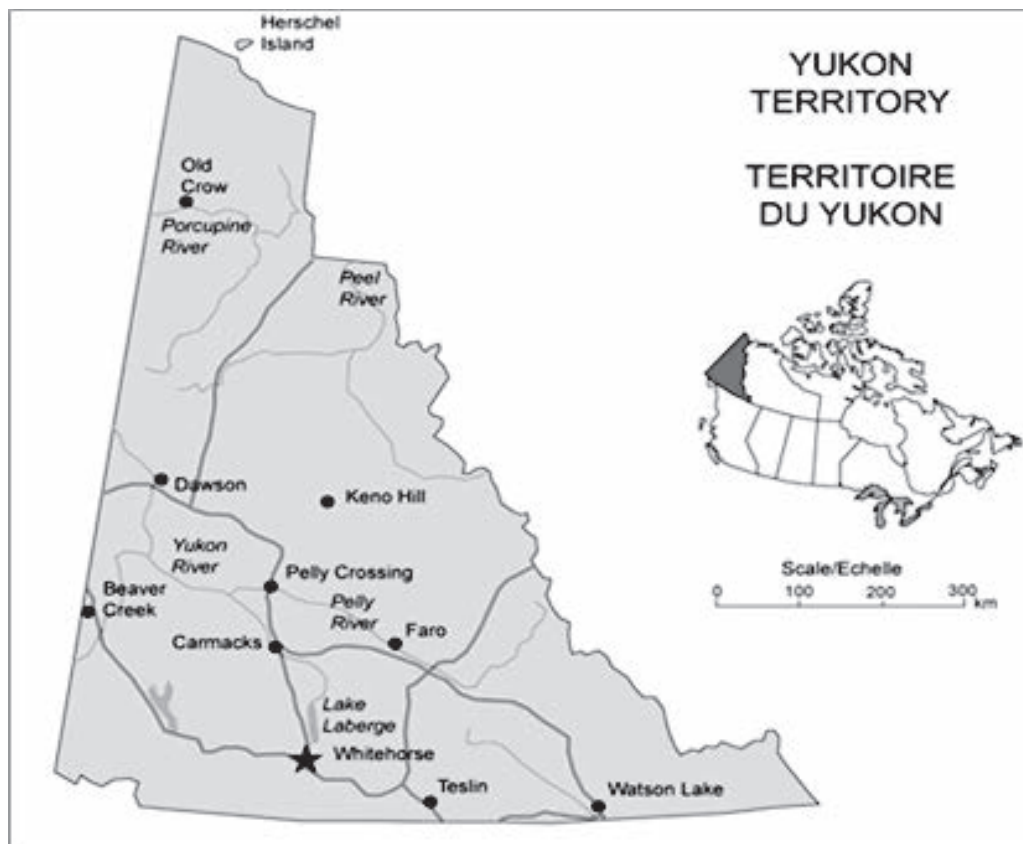 Herschel
Island
YUKON
TERRITORY
TERRITOIRE
DU YUKON
Old
Crow
Porcupine
River
Peel
River
Dawson
Keno Hill
Yukon
River
Pelly Crossing
Beaver
Creek
Pelly
River
Faro
Carmacks
Lake
Laberge
Whitehorse
Teslin
Watson Lake
Scale/Echelle
0 100 200 300
km